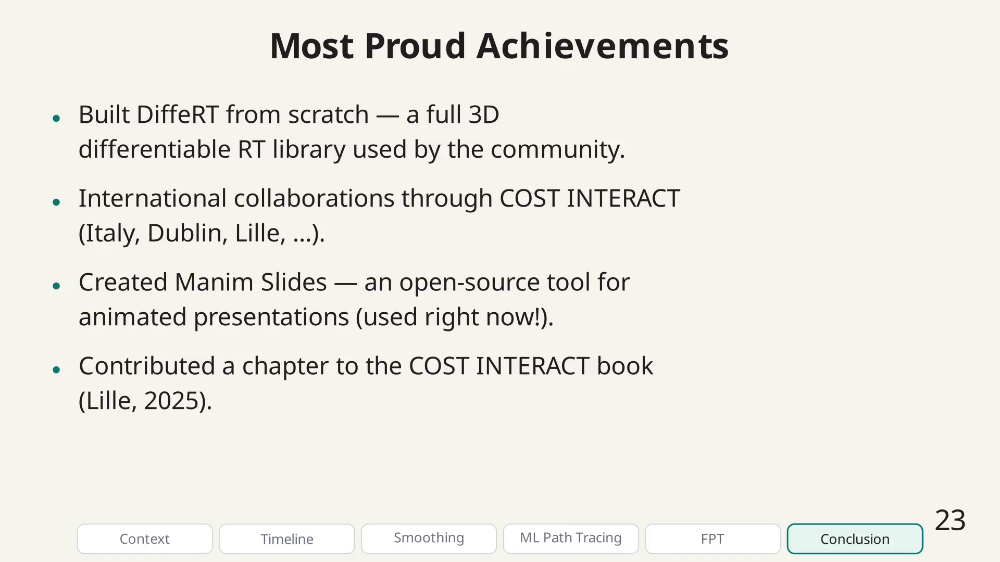 Most Proud Achievements
• Built DiffeRT from scratch — a full 3D
differentiable RT library used by the community.
• International collaborations through COST INTERACT
(Italy, Dublin, Lille, ...).
• Created Manim Slides — an open-source tool for
animated presentations (used right now!).
• Contributed a chapter to the COST INTERACT book
(Lille, 2025).
Context
Timeline
Smoothing
ML Path Tracing
FPT
Conclusion
23